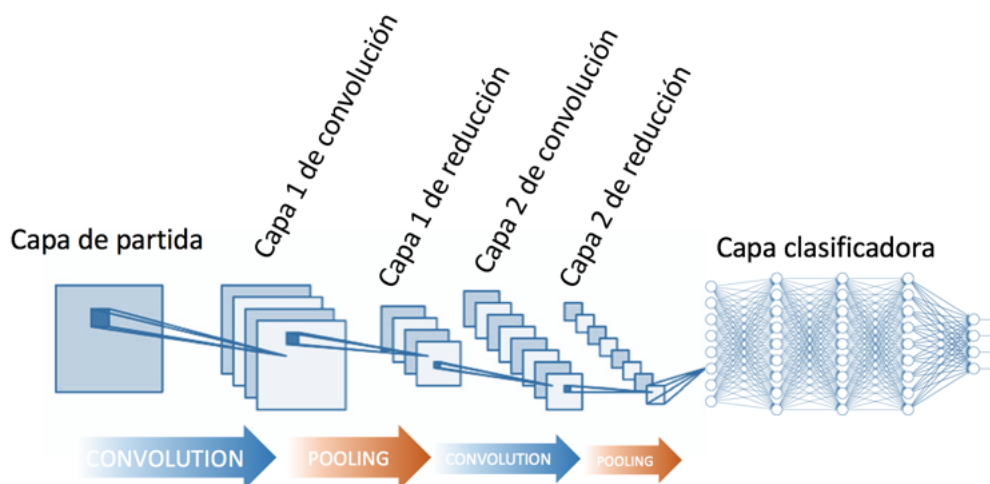 Capa de partida
Capa 1 de convolución
Capa 1 de reducción
Capa 2 de convolución
Capa 2 de reducción
Capa clasificadora
CONVOLUTION
POOLING
CONVOLUTION
POOLING